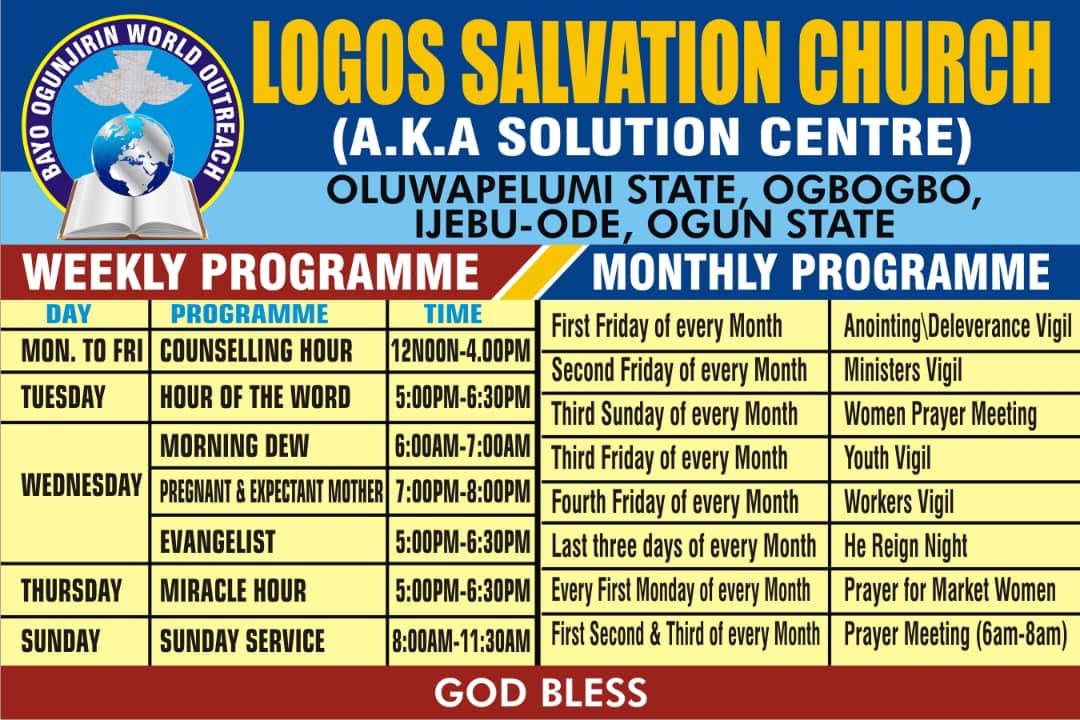 BAYO OGUNJIRIN WORLD OUTREACH
LOGOS SALVATION CHURCH
(A.K.A SOLUTION CENTRE)
OLUWAPELUMI STATE, OGBOGBO,
IJEBU-ODE, OGUN STATE
WEEKLY PROGRAMME
DAY PROGRAMME TIME
MON. TO FRI COUNSELLING HOUR 12NOON-4.00PM
TUESDAY HOUR OF THE WORD 5:00PM-6:30PM
WEDNESDAY MORNING DEW 6:00AM-7:00AM
PREGNANT & EXPECTANT MOTHER 7:00PM-8:00PM
EVANGELIST 5:00PM-6:30PM
THURSDAY MIRACLE HOUR 5:00PM-6:30PM
SUNDAY SUNDAY SERVICE 8:00AM-11:30AM
MONTHLY PROGRAMME
First Friday of every Month Anointing\Deleverance Vigil
Second Friday of every Month Ministers Vigil
Third Sunday of every Month Women Prayer Meeting
Third Friday of every Month Youth Vigil
Fourth Friday of every Month Workers Vigil
Last three days of every Month He Reign Night
Every First Monday of every Month Prayer for Market Women
First Second & Third of every Month Prayer Meeting (6am-8am)
GOD BLESS